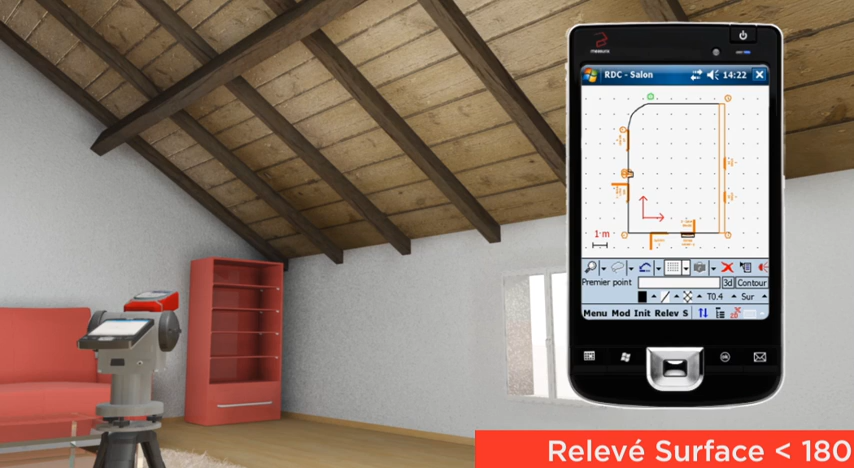 RDC - Salon 14:22
1 m
Premier point 3d Contour
T0.4 Sur
Menu Mod Init Relev S
Relevé Surface < 180